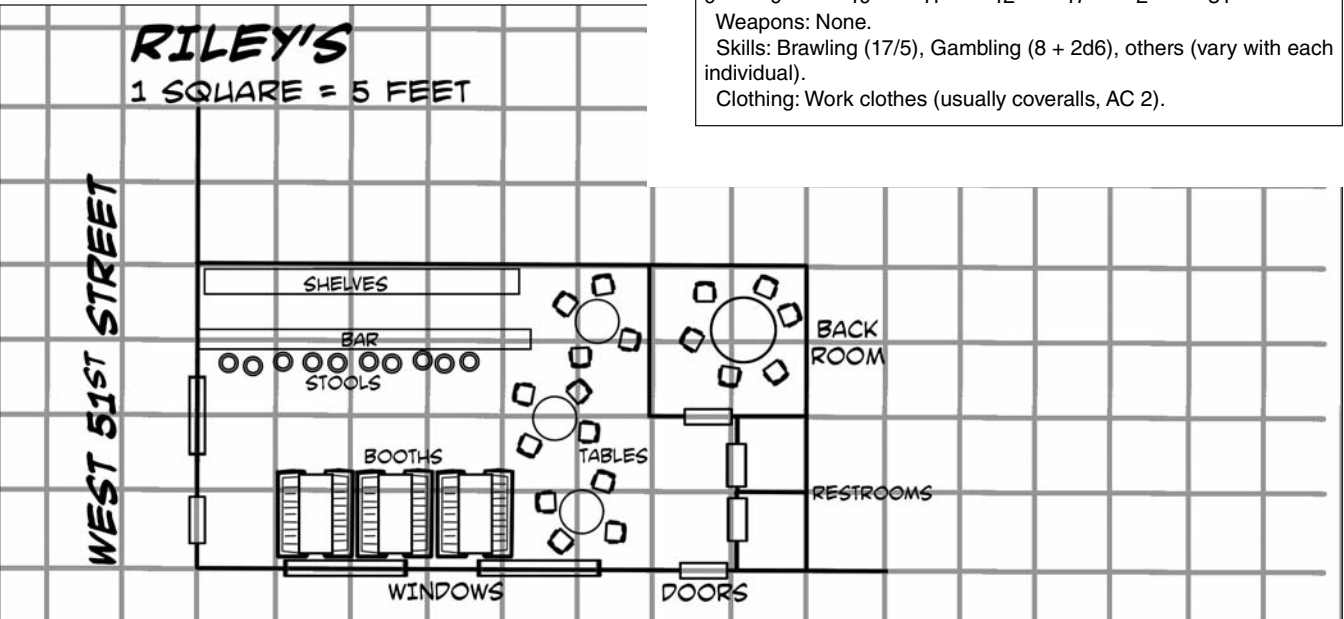 RILEY'S
1 SQUARE = 5 FEET
Weapons: None.
Skills: Brawling (17/5), Gambling (8 + 2d6), others (vary with each
individual).
Clothing: Work clothes (usually coveralls, AC 2).
WEST 51ST STREET
SHELVES
BAR
STOOLS
BACK
ROOM
BOOTHS
TABLES
RESTROOMS
WINDOWS
DOORS